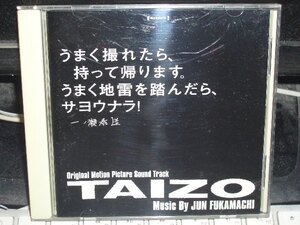 うまく撮れたら、
持って帰ります。
うまく地雷を踏んだら、
サヨウナラ!
一ノ瀬泰造
Original Motion Picture Sound Track
TAIZO
Music By JUN FUKAMACHI